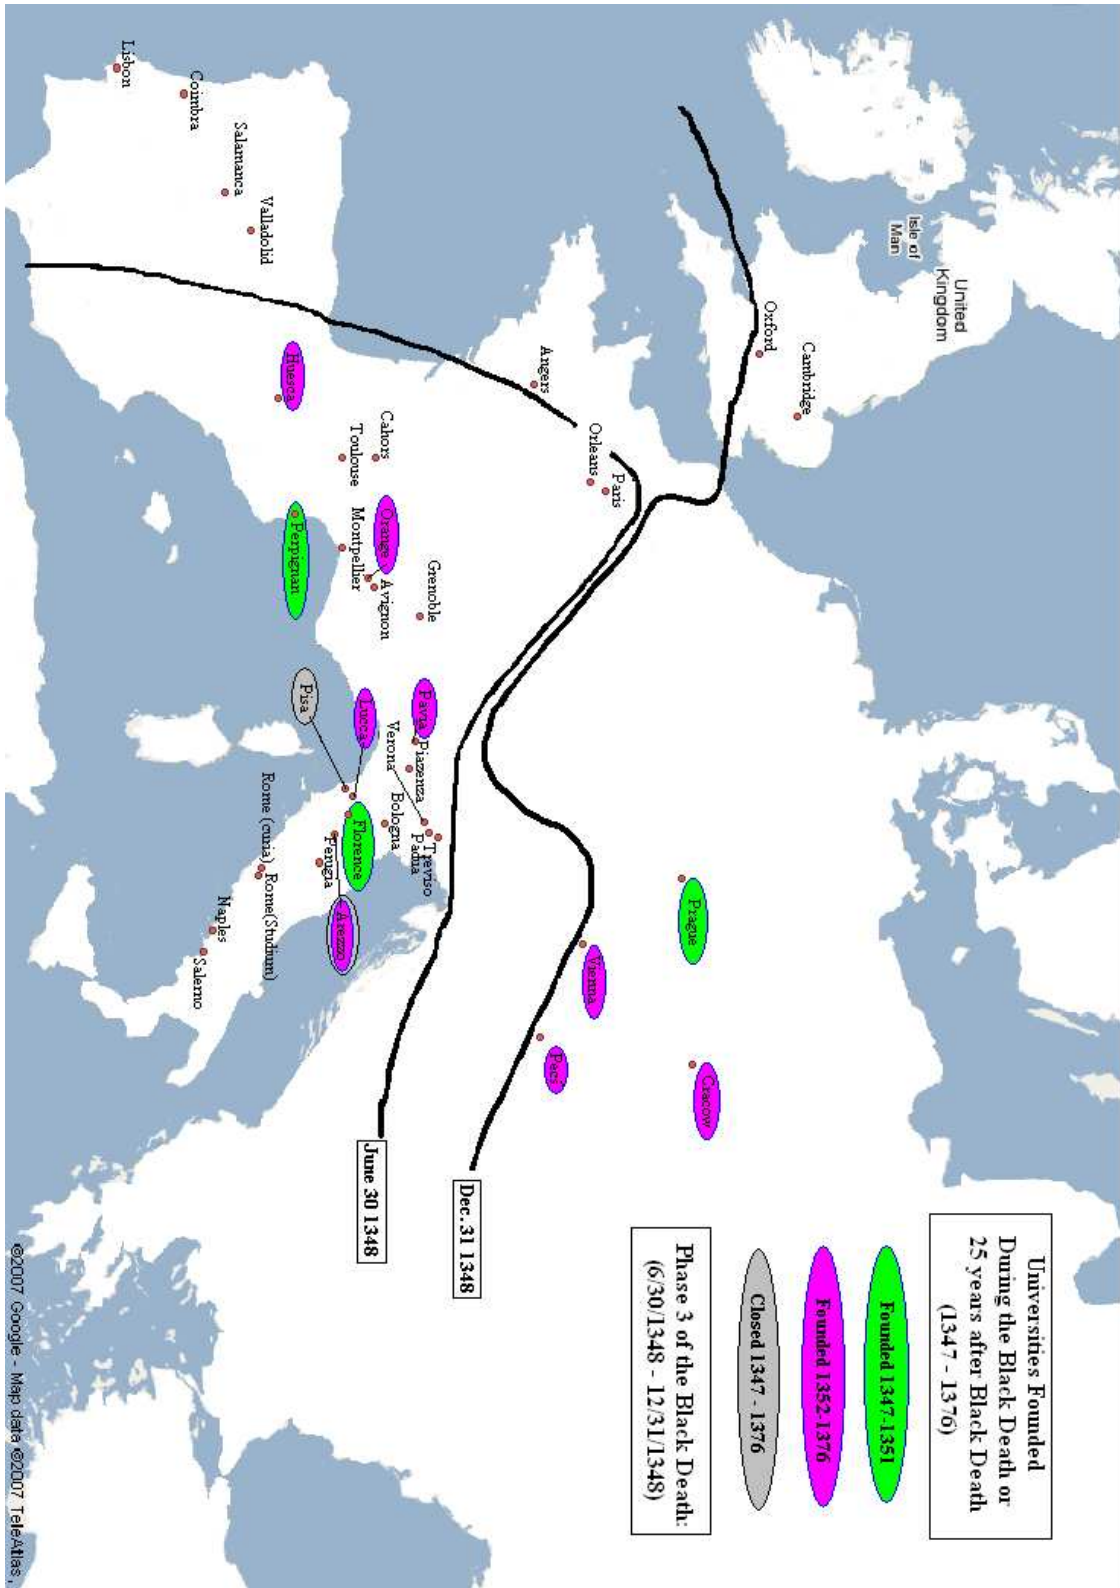 Universities Founded
During the Black Death or
25 years after Black Death
(1347 - 1376)
Founded 1347-1351
Founded 1352-1376
Closed 1347 - 1376
Phase 3 of the Black Death:
(6/30/1348 - 12/31/1348)
United
Kingdom
Isle of
Man
Cambridge
Oxford
Angers
Orleans
Paris
Prague
Cracow
Vienna
Pecs
Dec. 31 1348
June 30 1348
Cahors
Toulouse
Orange
Montpellier
Avignon
Grenoble
Huesca
Perpignan
Valladolid
Salamanca
Coimbra
Lisbon
Pavia
Piazenza
Verona
Treviso
Padua
Bologna
Lucca
Pisa
Florence
Arezzo
Perugia
Rome (curia)
Rome(Studium)
Naples
Salerno
©2007 Google - Map data ©2007 TeleAtlas,